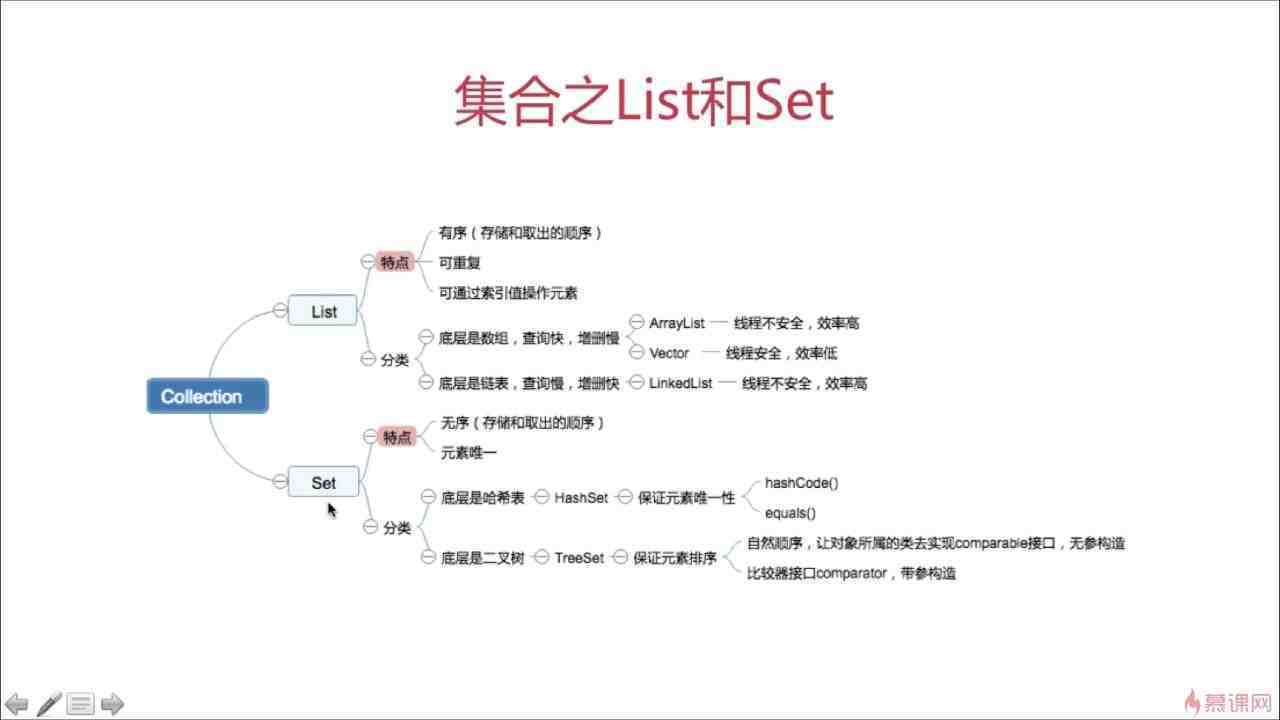 集合之List和Set
Collection
List
特点
有序（存储和取出的顺序）
可重复
可通过索引值操作元素
分类
底层是数组，查询快，增删慢
ArrayList
线程不安全，效率高
Vector
线程安全，效率低
底层是链表，查询慢，增删快
LinkedList
线程不安全，效率高
Set
特点
无序（存储和取出的顺序）
元素唯一
分类
底层是哈希表
HashSet
保证元素唯一性
hashCode()
equals()
底层是二叉树
TreeSet
保证元素排序
自然顺序，让对象所属的类去实现comparable接口，无参构造
比较器接口comparator，带参构造
慕课网